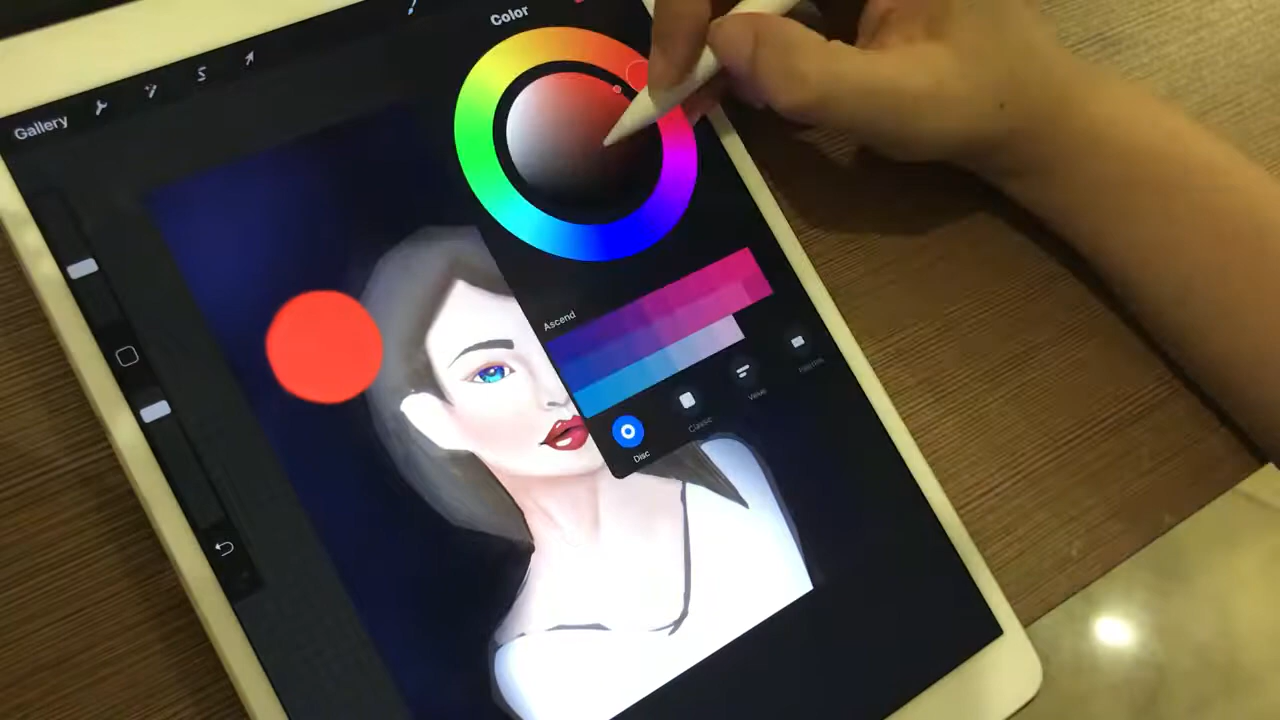 Color
Gallery
Ascend
Disc
Classic
Value
Palettes